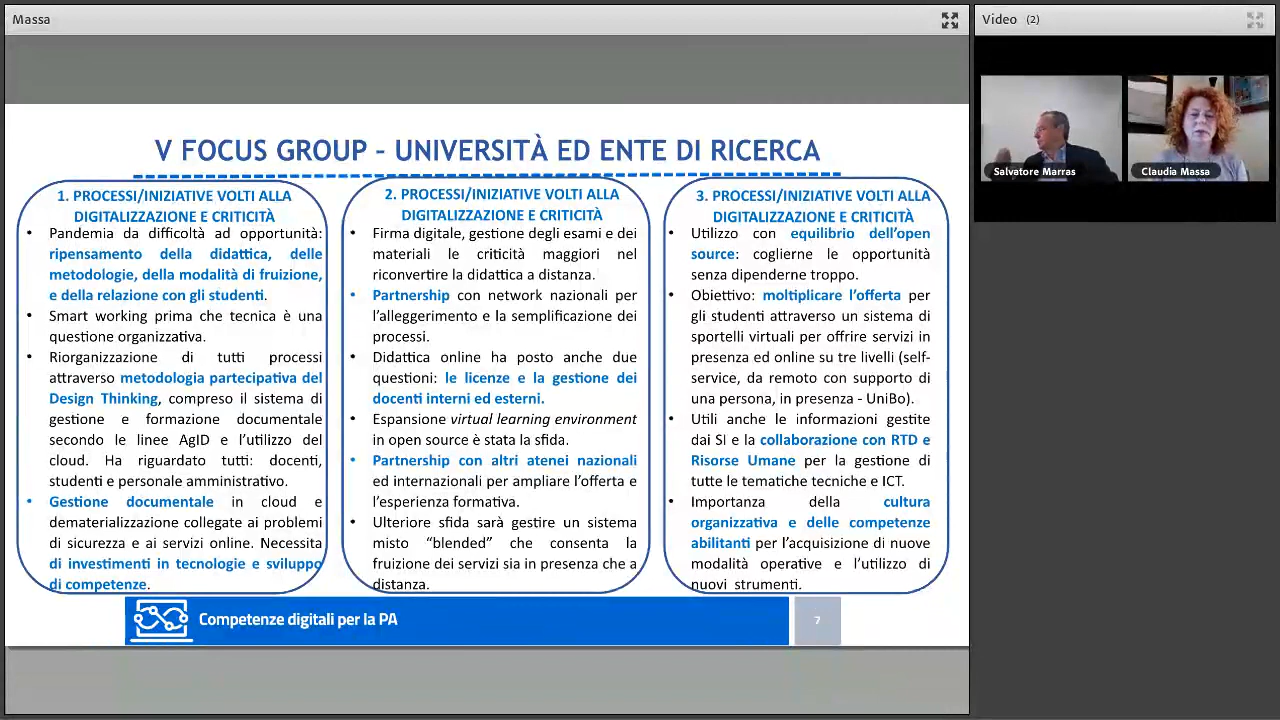 Massa
Video (2)
Salvatore Marras
Claudia Massa
V FOCUS GROUP - UNIVERSITÀ ED ENTE DI RICERCA
1. PROCESSI/INIZIATIVE VOLTI ALLA
DIGITALIZZAZIONE E CRITICITÀ
• Pandemia da difficoltà ad opportunità:
ripensamento della didattica, delle
metodologie, della modalità di fruizione,
e della relazione con gli studenti.
• Smart working prima che tecnica è una
questione organizzativa.
• Riorganizzazione di tutti processi
attraverso metodologia partecipativa del
Design Thinking, compreso il sistema di
gestione e formazione documentale
secondo le linee AgID e l'utilizzo del
cloud. Ha riguardato tutti: docenti,
studenti e personale amministrativo.
• Gestione documentale in cloud e
dematerializzazione collegate ai problemi
di sicurezza e ai servizi online. Necessita
di investimenti in tecnologie e sviluppo
di competenze.
2. PROCESSI/INIZIATIVE VOLTI ALLA
DIGITALIZZAZIONE E CRITICITÀ
• Firma digitale, gestione degli esami e dei
materiali le criticità maggiori nel
riconvertire la didattica a distanza.
• Partnership con network nazionali per
l'alleggerimento e la semplificazione dei
processi.
• Didattica online ha posto anche due
questioni: le licenze e la gestione dei
docenti interni ed esterni.
• Espansione virtual learning environment
in open source è stata la sfida.
• Partnership con altri atenei nazionali
ed internazionali per ampliare l'offerta e
l'esperienza formativa.
• Ulteriore sfida sarà gestire un sistema
misto "blended" che consenta la
fruizione dei servizi sia in presenza che a
distanza.
3. PROCESSI/INIZIATIVE VOLTI ALLA
DIGITALIZZAZIONE E CRITICITÀ
• Utilizzo con equilibrio dell'open
source: coglierne le opportunità
senza dipenderne troppo.
• Obiettivo: moltiplicare l'offerta per
gli studenti attraverso un sistema di
sportelli virtuali per offrire servizi in
presenza ed online su tre livelli (self-
service, da remoto con supporto di
una persona, in presenza - UniBo).
• Utili anche le informazioni gestite
dai SI e la collaborazione con RTD e
Risorse Umane per la gestione di
tutte le tematiche tecniche e ICT.
• Importanza della cultura
organizzativa e delle competenze
abilitanti per l'acquisizione di nuove
modalità operative e l'utilizzo di
nuovi strumenti.
Competenze digitali per la PA
7